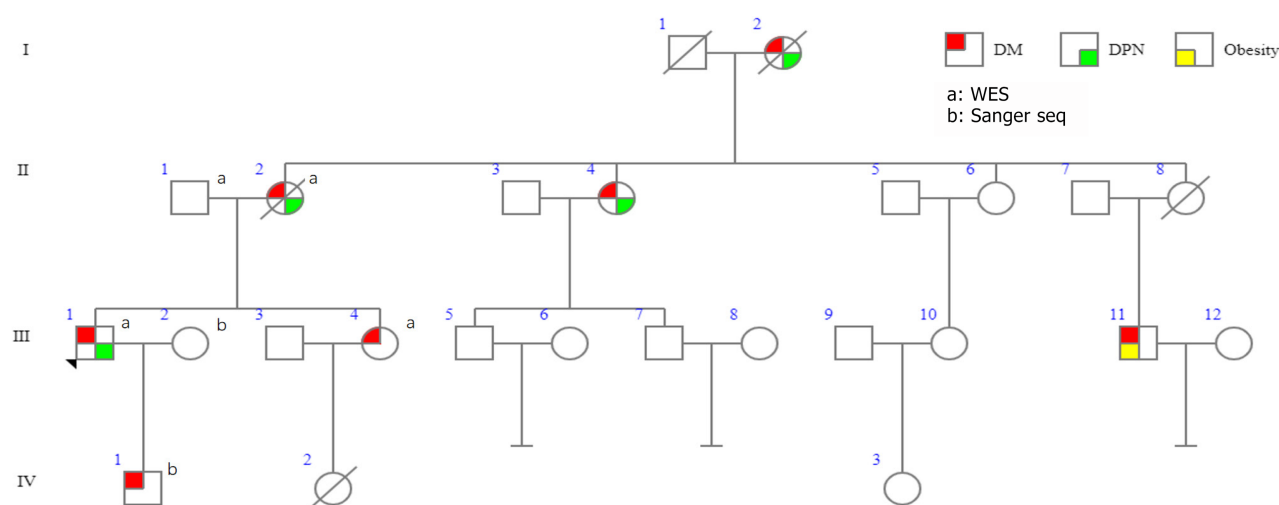 I 1 2 DM DPN Obesity
a: WES
b: Sanger seq
II 1 a 2 a 3 4 5 6 7 8
III 1 a 2 b 3 4 a 5 6 7 8 9 10 11 12
IV 1 b 2 3